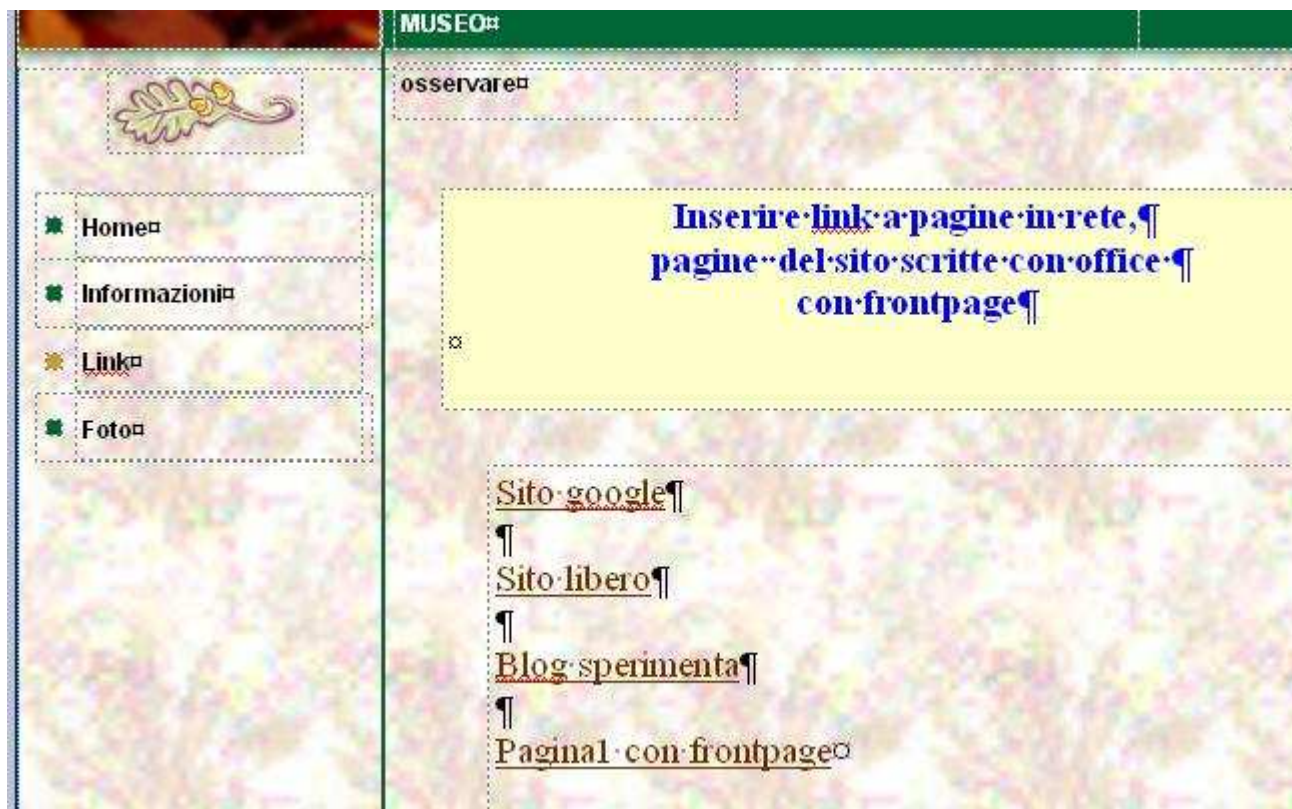 MUSEO¤
osservare¤
Home¤
Informazioni¤
Link¤
Foto¤
Inserire·link·a·pagine·in·rete,¶
pagine··del·sito·scritte·con·office·¶
con·frontpage¶
¤
Sito·google¶
¶
Sito·libero¶
¶
Blog·sperimenta¶
¶
Pagina1·con·frontpage¤